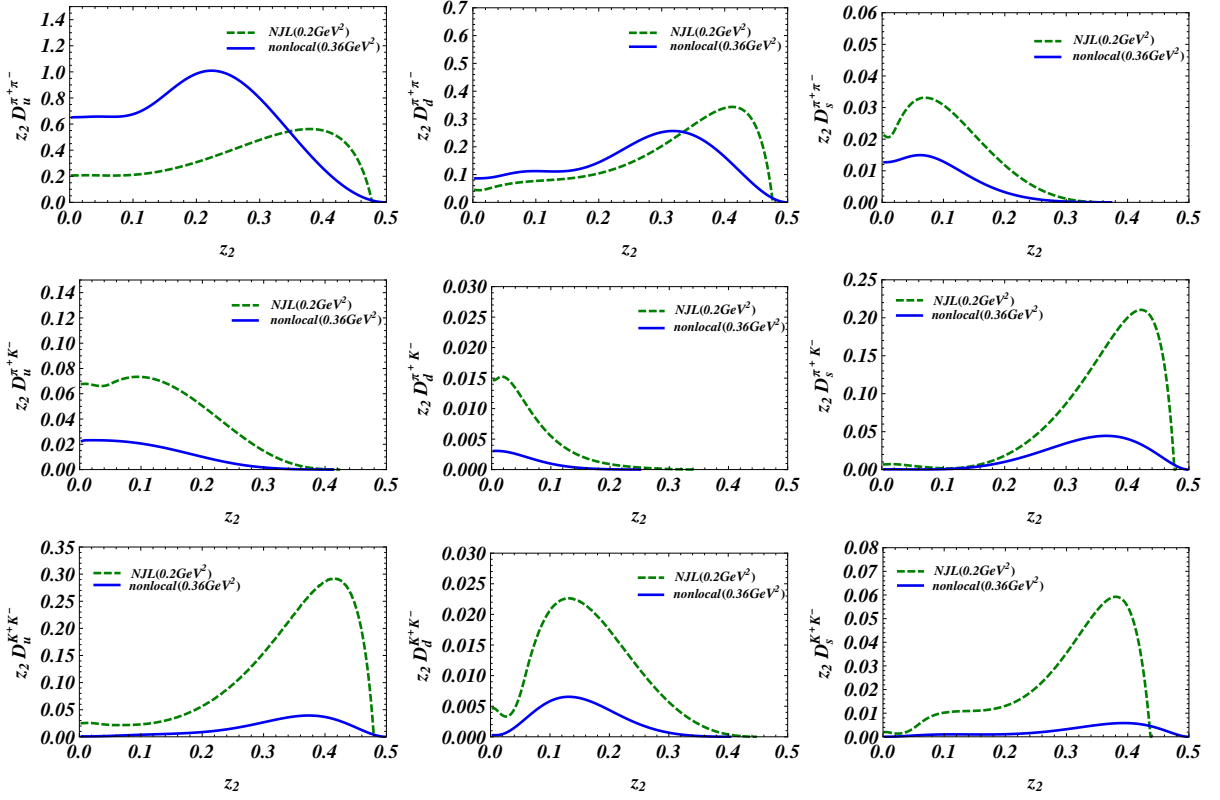 z₂ D_u^{π⁺π⁻}
1.4
1.2
1.0
0.8
0.6
0.4
0.2
0.0
NJL(0.2GeV²)
nonlocal(0.36GeV²)
0.0 0.1 0.2 0.3 0.4 0.5
z₂
z₂ D_d^{π⁺π⁻}
0.7
0.6
0.5
0.4
0.3
0.2
0.1
0.0
NJL(0.2GeV²)
nonlocal(0.36GeV²)
0.0 0.1 0.2 0.3 0.4 0.5
z₂
z₂ D_s^{π⁺π⁻}
0.06
0.05
0.04
0.03
0.02
0.01
0.00
NJL(0.2GeV²)
nonlocal(0.36GeV²)
0.0 0.1 0.2 0.3 0.4 0.5
z₂
z₂ D_u^{π⁺K⁻}
0.14
0.12
0.10
0.08
0.06
0.04
0.02
0.00
NJL(0.2GeV²)
nonlocal(0.36GeV²)
0.0 0.1 0.2 0.3 0.4 0.5
z₂
z₂ D_d^{π⁺K⁻}
0.030
0.025
0.020
0.015
0.010
0.005
0.000
NJL(0.2GeV²)
nonlocal(0.36GeV²)
0.0 0.1 0.2 0.3 0.4 0.5
z₂
z₂ D_s^{π⁺K⁻}
0.25
0.20
0.15
0.10
0.05
0.00
NJL(0.2GeV²)
nonlocal(0.36GeV²)
0.0 0.1 0.2 0.3 0.4 0.5
z₂
z₂ D_u^{K⁺K⁻}
0.35
0.30
0.25
0.20
0.15
0.10
0.05
0.00
NJL(0.2GeV²)
nonlocal(0.36GeV²)
0.0 0.1 0.2 0.3 0.4 0.5
z₂
z₂ D_d^{K⁺K⁻}
0.030
0.025
0.020
0.015
0.010
0.005
0.000
NJL(0.2GeV²)
nonlocal(0.36GeV²)
0.0 0.1 0.2 0.3 0.4 0.5
z₂
z₂ D_s^{K⁺K⁻}
0.08
0.07
0.06
0.05
0.04
0.03
0.02
0.01
0.00
NJL(0.2GeV²)
nonlocal(0.36GeV²)
0.0 0.1 0.2 0.3 0.4 0.5
z₂